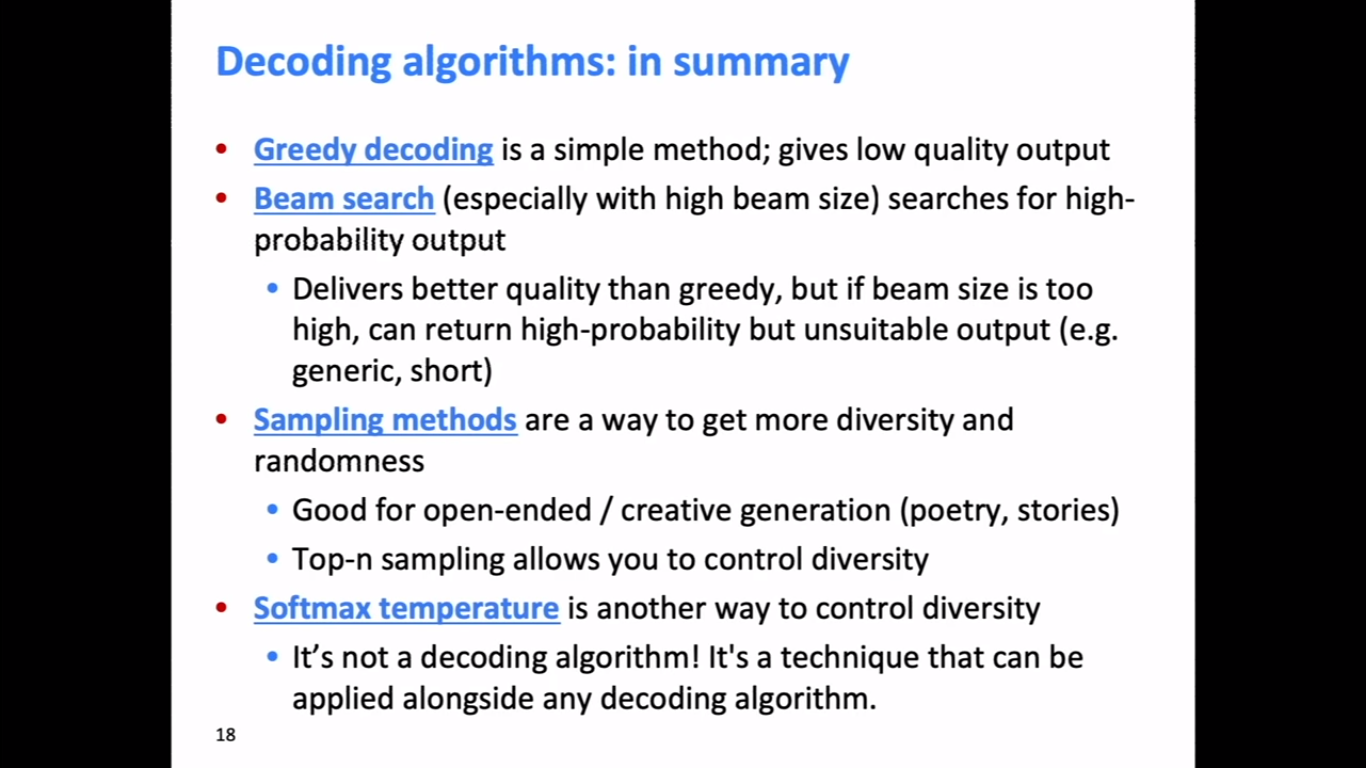 Decoding algorithms: in summary
• Greedy decoding is a simple method; gives low quality output
• Beam search (especially with high beam size) searches for high-
probability output
• Delivers better quality than greedy, but if beam size is too
high, can return high-probability but unsuitable output (e.g.
generic, short)
• Sampling methods are a way to get more diversity and
randomness
• Good for open-ended / creative generation (poetry, stories)
• Top-n sampling allows you to control diversity
• Softmax temperature is another way to control diversity
• It’s not a decoding algorithm! It's a technique that can be
applied alongside any decoding algorithm.
18